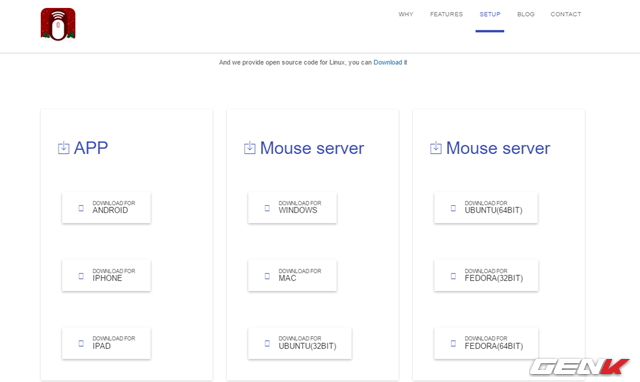 WHY FEATURES SETUP BLOG CONTACT
And we provide open source code for Linux, you can Download it
APP
DOWNLOAD FOR
ANDROID
DOWNLOAD FOR
IPHONE
DOWNLOAD FOR
IPAD
Mouse server
DOWNLOAD FOR
WINDOWS
DOWNLOAD FOR
MAC
DOWNLOAD FOR
UBUNTU(32BIT)
Mouse server
DOWNLOAD FOR
UBUNTU(64BIT)
DOWNLOAD FOR
FEDORA(32BIT)
DOWNLOAD FOR
FEDORA(64BIT)
GENK